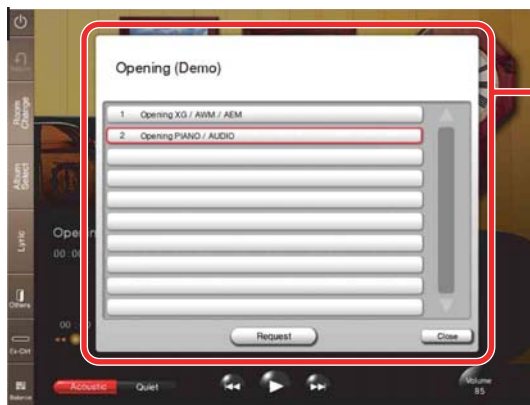 Return
Room
Change
Album
Select
Lyric
Others
Ex-Ctrl
Balance
Opening (Demo)
1 Opening XG / AWM / AEM
2 Opening PIANO / AUDIO
Request
Close
Acoustic
Quiet
Volume
85